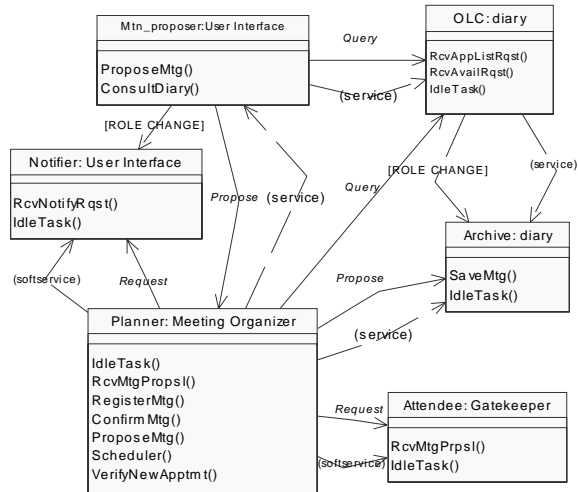 Mtn_proposer:User Interface
ProposeMtg()
ConsultDiary()
Query
(service)
OLC: diary
RcvAppListRqst()
RcvAvailRqst()
IdleTask()
[ROLE CHANGE]
Notifier: User Interface
RcvNotifyRqst()
IdleTask()
Propose
(service)
Query
[ROLE CHANGE]
(service)
Archive: diary
SaveMtg()
IdleTask()
(softservice)
Request
Propose
(service)
Planner: Meeting Organizer
IdleTask()
RcvMtgPropsl()
RegisterMtg()
ConfirmMtg()
ProposeMtg()
Scheduler()
VerifyNewApptmt()
Request
(softservice)
Attendee: Gatekeeper
RcvMtgPrpsl()
IdleTask()